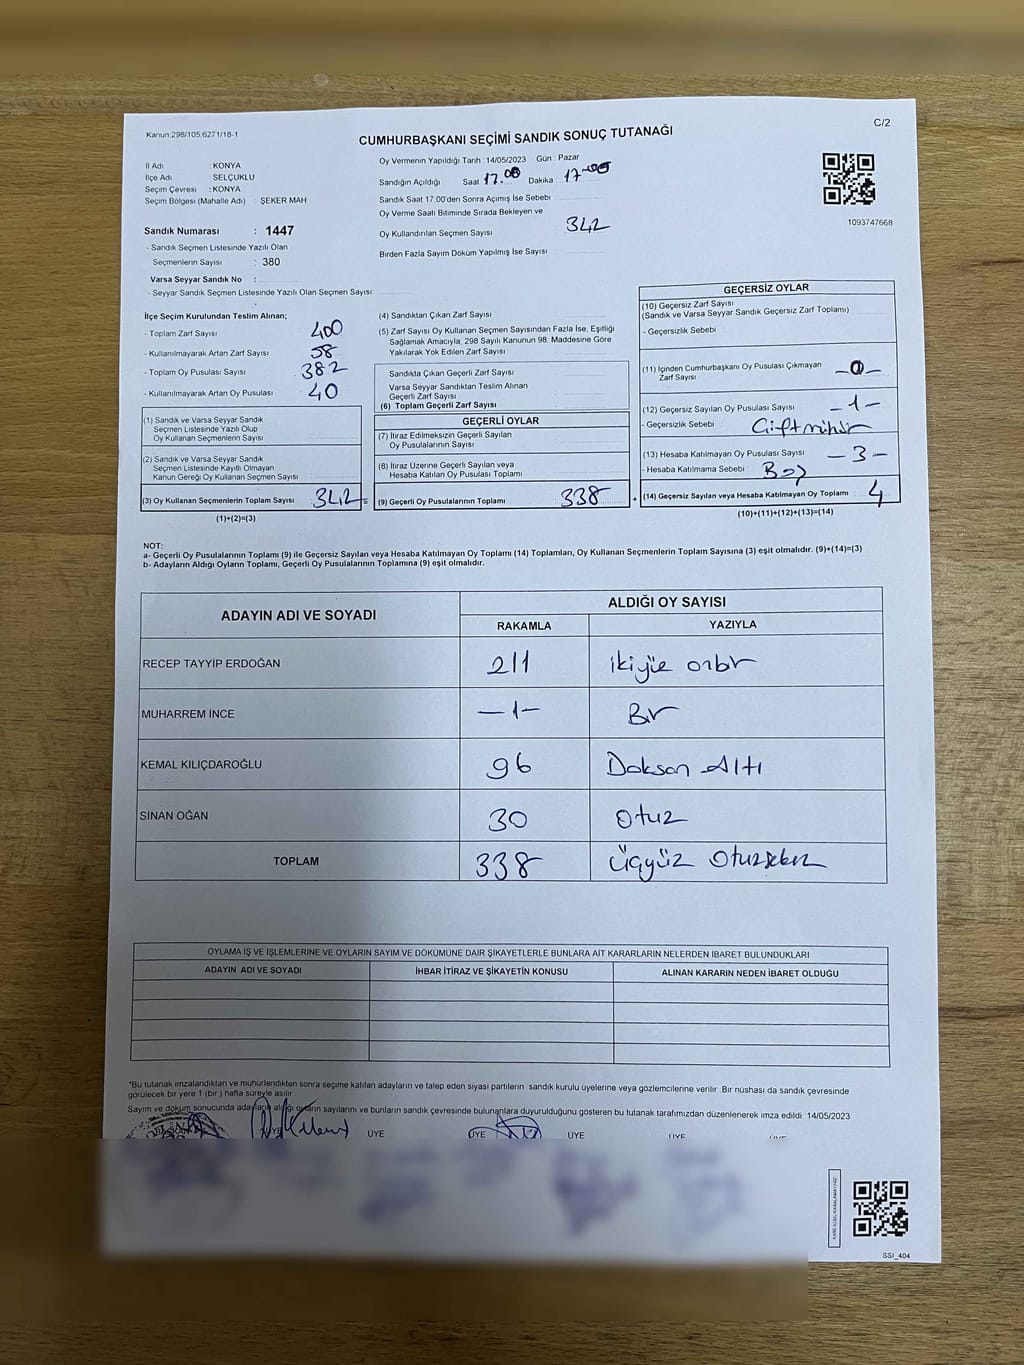 Kanun:298/105,6271/18-1
C/2
CUMHURBAŞKANI SEÇİMİ SANDIK SONUÇ TUTANAĞI
İl Adı KONYA
İlçe Adı SELÇUKLU
Seçim Çevresi : KONYA
Seçim Bölgesi (Mahalle Adı) : ŞEKER MAH
Oy Vermenin Yapıldığı Tarih : 14/05/2023 Gün : Pazar
Sandığın Açıldığı Saat 17.00 Dakika : 17-00
Sandık Saat 17.00'den Sonra Açımış İse Sebebi
Oy Verme Saati Bitiminde Sırada Bekleyen ve
Oy Kullandırılan Seçmen Sayısı 342
Birden Fazla Sayım Döküm Yapılmış İse Sayısı
1093747668
Sandık Numarası : 1447
- Sandık Seçmen Listesinde Yazılı Olan
Seçmenlerin Sayısı : 380
Varsa Seyyar Sandık No :
- Seyyar Sandık Seçmen Listesinde Yazılı Olan Seçmen Sayısı:
İlçe Seçim Kurulundan Teslim Alınan;
- Toplam Zarf Sayısı 400
- Kullanılmayarak Artan Zarf Sayısı 58
- Toplam Oy Pusulası Sayısı 382
- Kullanılmayarak Artan Oy Pusulası 40
(1) Sandık ve Varsa Seyyar Sandık
Seçmen Listesinde Yazılı Olup
Oy Kullanan Seçmenlerin Sayısı
(2) Sandık ve Varsa Seyyar Sandık
Seçmen Listesinde Kayıtlı Olmayan
Kanun Gereği Oy Kullanan Seçmen Sayısı
(3) Oy Kullanan Seçmenlerin Toplam Sayısı 342 =
(1)+(2)=(3)
(4) Sandıktan Çıkan Zarf Sayısı
(5) Zarf Sayısı Oy Kullanan Seçmen Sayısından Fazla İse, Eşitliği
Sağlamak Amacıyla, 298 Sayılı Kanunun 98. Maddesine Göre
Yakılarak Yok Edilen Zarf Sayısı
Sandıkta Çıkan Geçerli Zarf Sayısı
Varsa Seyyar Sandıktan Teslim Alınan
Geçerli Zarf Sayısı
(6) Toplam Geçerli Zarf Sayısı
GEÇERLİ OYLAR
(7) İtiraz Edilmeksizin Geçerli Sayılan
Oy Pusulalarının Sayısı
(8) İtiraz Üzerine Geçerli Sayılan veya
Hesaba Katılan Oy Pusulası Toplamı
(9) Geçerli Oy Pusulalarının Toplamı 338 +
GEÇERSİZ OYLAR
(10) Geçersiz Zarf Sayısı
(Sandık ve Varsa Seyyar Sandık Geçersiz Zarf Toplamı)
- Geçersizlik Sebebi
(11) İçinden Cumhurbaşkanı Oy Pusulası Çıkmayan
Zarf Sayısı -0-
(12) Geçersiz Sayılan Oy Pusulası Sayısı -1-
- Geçersizlik Sebebi Çift mühür
(13) Hesaba Katılmayan Oy Pusulası Sayısı - 3 -
- Hesaba Katılmama Sebebi Boş
(14) Geçersiz Sayılan veya Hesaba Katılmayan Oy Toplamı 4
(10)+(11)+(12)+(13)=(14)
NOT:
a- Geçerli Oy Pusulalarının Toplamı (9) ile Geçersiz Sayılan veya Hesaba Katılmayan Oy Toplamı (14) Toplamları, Oy Kullanan Seçmenlerin Toplam Sayısına (3) eşit olmalıdır. (9)+(14)=(3)
b- Adayların Aldığı Oyların Toplamı, Geçerli Oy Pusulalarının Toplamına (9) eşit olmalıdır.
ADAYIN ADI VE SOYADI
ALDIĞI OY SAYISI
RAKAMLA YAZIYLA
RECEP TAYYİP ERDOĞAN 211 ikiyüz onbir
MUHARREM İNCE -1- Bir
KEMAL KILIÇDAROĞLU 96 Doksan Altı
SİNAN OĞAN 30 Otuz
TOPLAM 338 Üçyüz Otuzsekiz
OYLAMA İŞ VE İŞLEMLERİNE VE OYLARIN SAYIM VE DÖKÜMÜNE DAİR ŞİKAYETLERLE BUNLARA AİT KARARLARIN NELERDEN İBARET BULUNDUKLARI
ADAYIN ADI VE SOYADI İHBAR İTİRAZ VE ŞİKAYETİN KONUSU ALINAN KARARIN NEDEN İBARET OLDUĞU
*Bu tutanak imzalandıktan ve mühürlendikten sonra seçime katılan adayların ve talep eden siyasi partilerin sandık kurulu üyelerine veya gözlemcilerine verilir. Bir nüshası da sandık çevresinde
görülecek bir yere 1 (bir) hafta süreyle asılır
Sayım ve döküm sonucunda adayların aldığı oyların sayılarını ve bunların sandık çevresinde bulunanlara duyurulduğunu gösteren bu tutanak tarafımızdan düzenlenerek imza edildi. 14/05/2023
BAŞKAN ÜYE ÜYE ÜYE ÜYE ÜYE
SSI_404